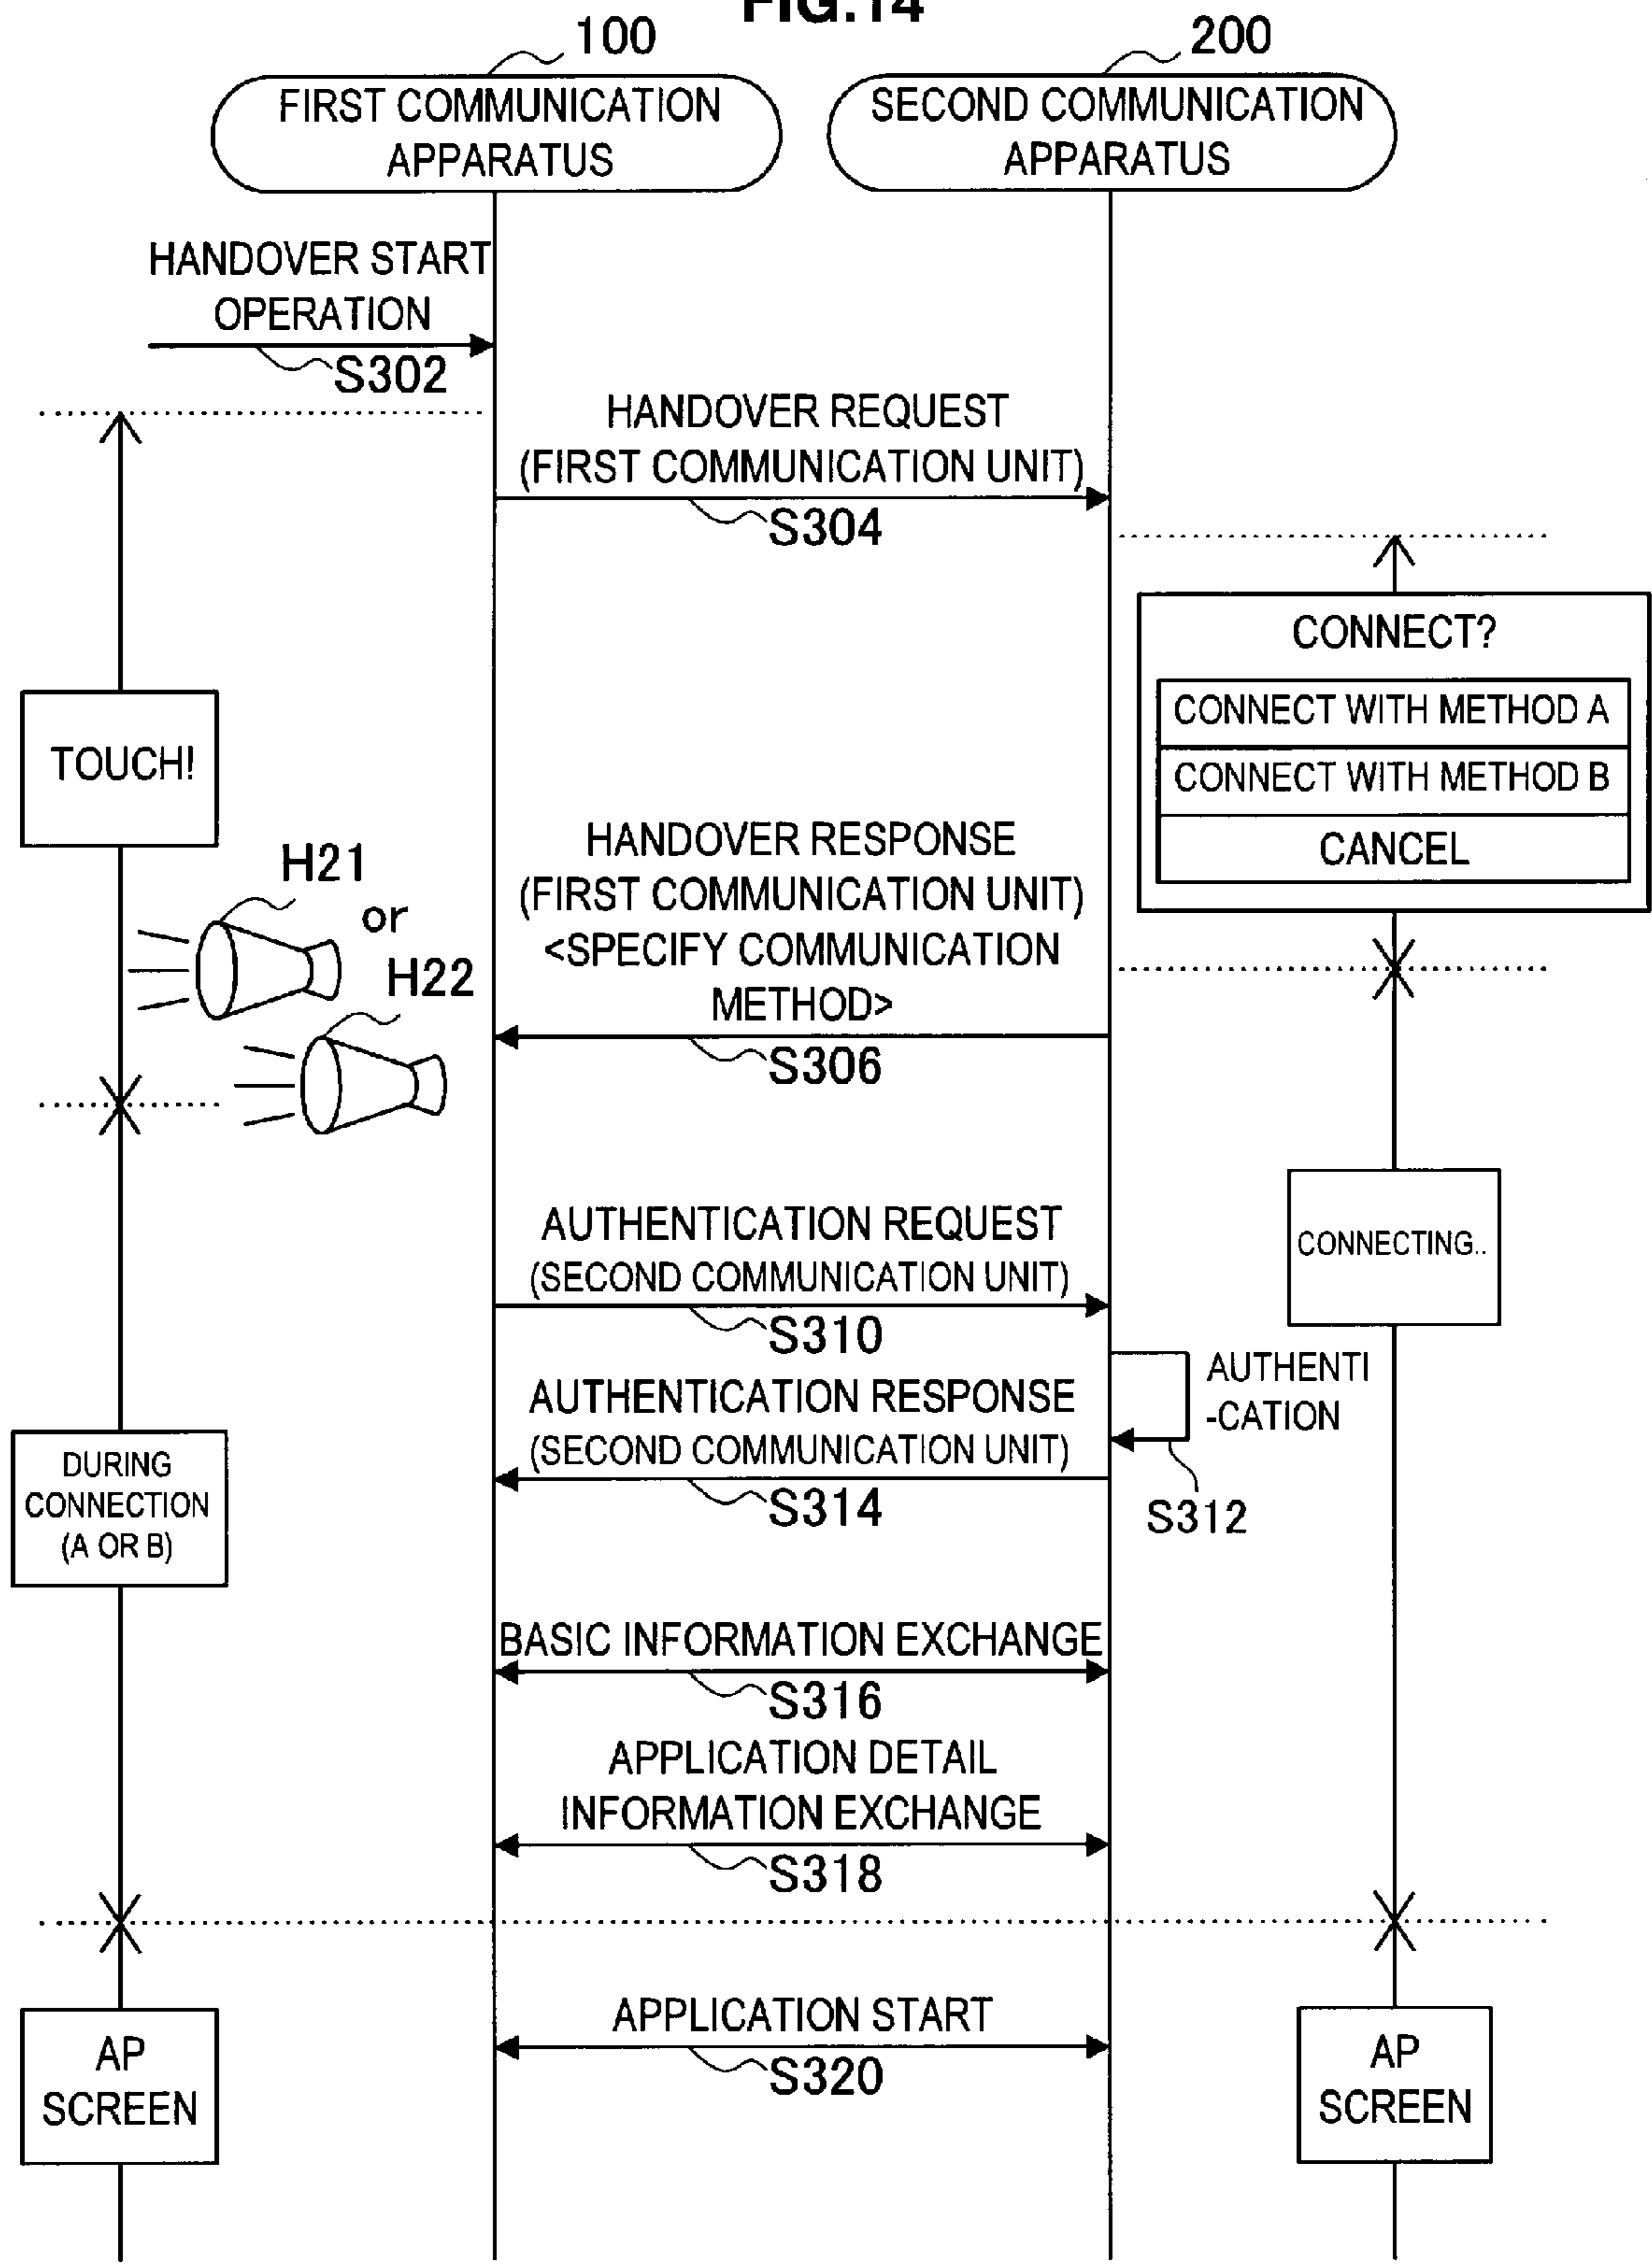 FIG.14
100
200
FIRST COMMUNICATION
APPARATUS
SECOND COMMUNICATION
APPARATUS
HANDOVER START
OPERATION
S302
HANDOVER REQUEST
(FIRST COMMUNICATION UNIT)
S304
CONNECT?
CONNECT WITH METHOD A
CONNECT WITH METHOD B
CANCEL
TOUCH!
H21
or
H22
HANDOVER RESPONSE
(FIRST COMMUNICATION UNIT)
<SPECIFY COMMUNICATION
METHOD>
S306
AUTHENTICATION REQUEST
(SECOND COMMUNICATION UNIT)
S310
CONNECTING..
AUTHENTI
-CATION
S312
AUTHENTICATION RESPONSE
(SECOND COMMUNICATION UNIT)
S314
DURING
CONNECTION
(A OR B)
BASIC INFORMATION EXCHANGE
S316
APPLICATION DETAIL
INFORMATION EXCHANGE
S318
APPLICATION START
S320
AP
SCREEN
AP
SCREEN